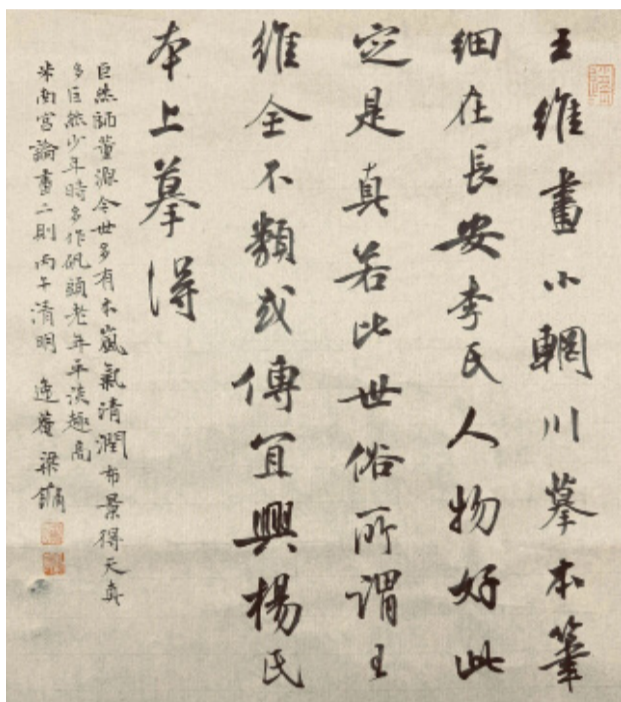 王維畫小輞川摹本筆
細在長安李氏人物好此
定是真若比世俗所謂王
維全不類或傳宜興楊氏
本上摹得
巨然師董源今世多有本嵐氣清潤布景得天真
多巨然少年時多作矾頭老年平淡趣高
米南宮論畫二則丙午清明 逸菴 梁